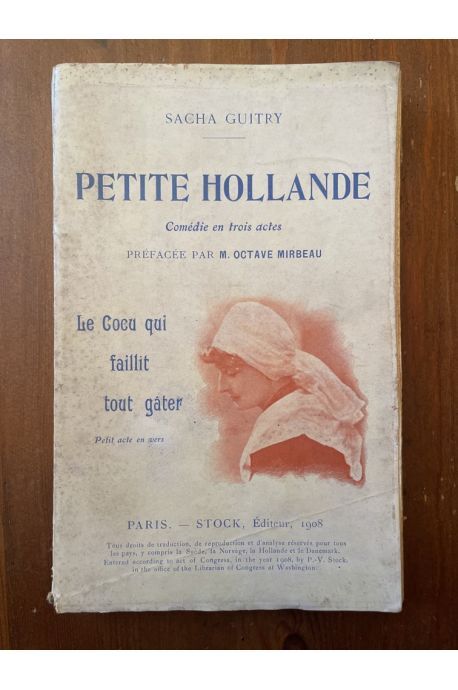 SACHA GUITRY
PETITE HOLLANDE
Comédie en trois actes
PRÉFACÉE PAR M. OCTAVE MIRBEAU
Le Cocu qui
faillit
tout gâter
Petit acte en vers
PARIS. — STOCK, Éditeur, 1908
Tous droits de traduction, de reproduction et d'analyse réservés pour tous
les pays, y compris la Suède, la Norvège, la Hollande et le Danemark.
Entered according to act of Congress, in the year 1908, by P.-V. Stock,
in the office of the Librarian of Congress at Washington.